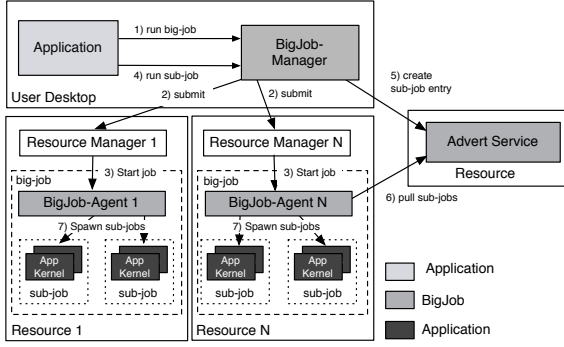 Application
1) run big-job
BigJob-
Manager
4) run sub-job
User Desktop
2) submit
2) submit
5) create
sub-job entry
Resource Manager 1
Resource Manager N
Advert Service
Resource
3) Start job
3) Start job
big-job
big-job
BigJob-Agent 1
BigJob-Agent N
6) pull sub-jobs
7) Spawn sub-jobs
7) Spawn sub-jobs
App
Kernel
App
Kernel
App
Kernel
App
Kernel
sub-job
sub-job
sub-job
sub-job
Resource 1
Resource N
Application
BigJob
Application